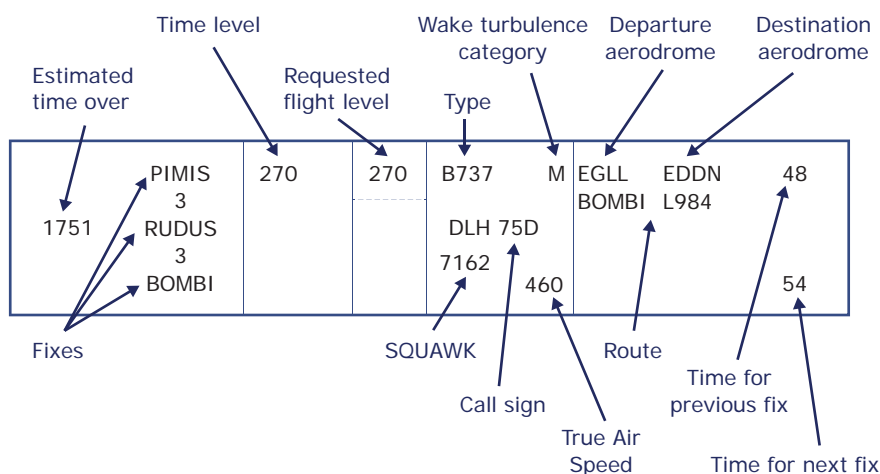 Time level
Wake turbulence
category
Departure
aerodrome
Destination
aerodrome
Estimated
time over
Requested
flight level
Type
PIMIS
3
1751 RUDUS
3
BOMBI
270
270
B737 M
DLH 75D
7162
460
EGLL EDDN 48
BOMBI L984
54
Fixes
SQUAWK
Route
Call sign
Time for
previous fix
True Air
Speed
Time for next fix